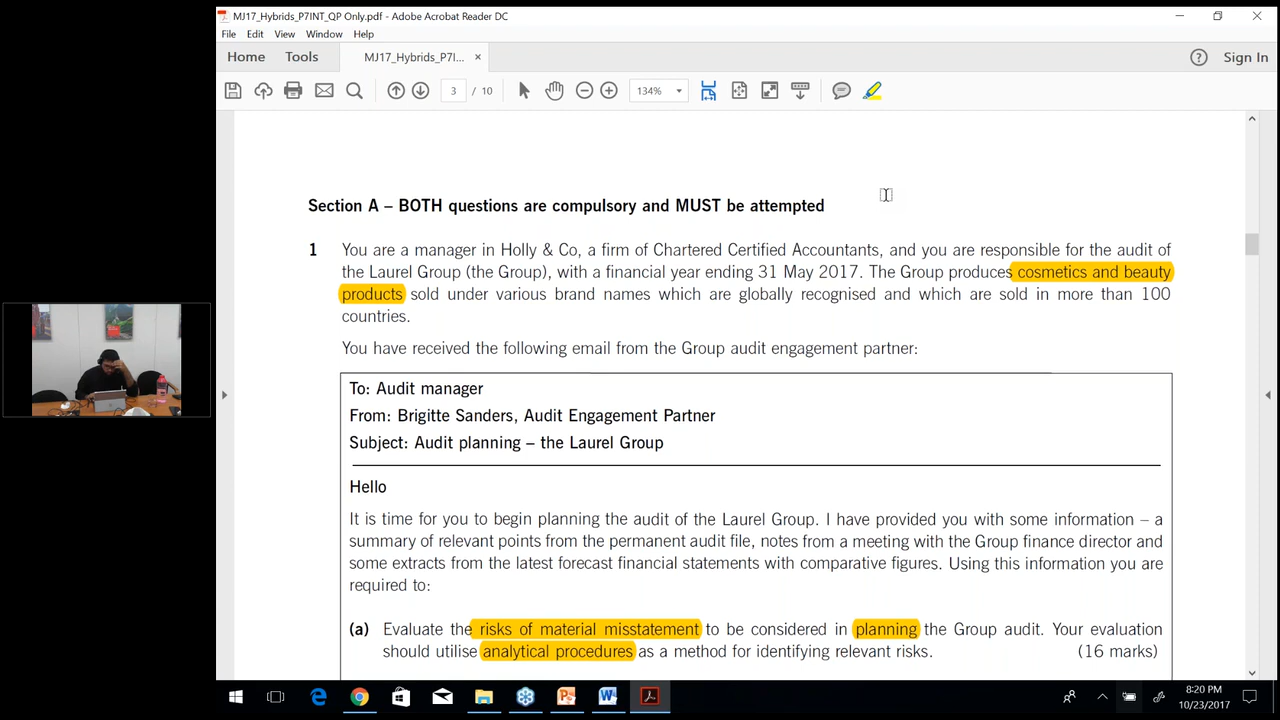 MJ17_Hybrids_P7INT_QP Only.pdf - Adobe Acrobat Reader DC
File Edit View Window Help
Home Tools MJ17_Hybrids_P7I... × Sign In
3 / 10 134%
Section A – BOTH questions are compulsory and MUST be attempted
1 You are a manager in Holly & Co, a firm of Chartered Certified Accountants, and you are responsible for the audit of
the Laurel Group (the Group), with a financial year ending 31 May 2017. The Group produces cosmetics and beauty
products sold under various brand names which are globally recognised and which are sold in more than 100
countries.
You have received the following email from the Group audit engagement partner:
To: Audit manager
From: Brigitte Sanders, Audit Engagement Partner
Subject: Audit planning – the Laurel Group
Hello
It is time for you to begin planning the audit of the Laurel Group. I have provided you with some information – a
summary of relevant points from the permanent audit file, notes from a meeting with the Group finance director and
some extracts from the latest forecast financial statements with comparative figures. Using this information you are
required to:
(a) Evaluate the risks of material misstatement to be considered in planning the Group audit. Your evaluation
should utilise analytical procedures as a method for identifying relevant risks. (16 marks)
8:20 PM
10/23/2017